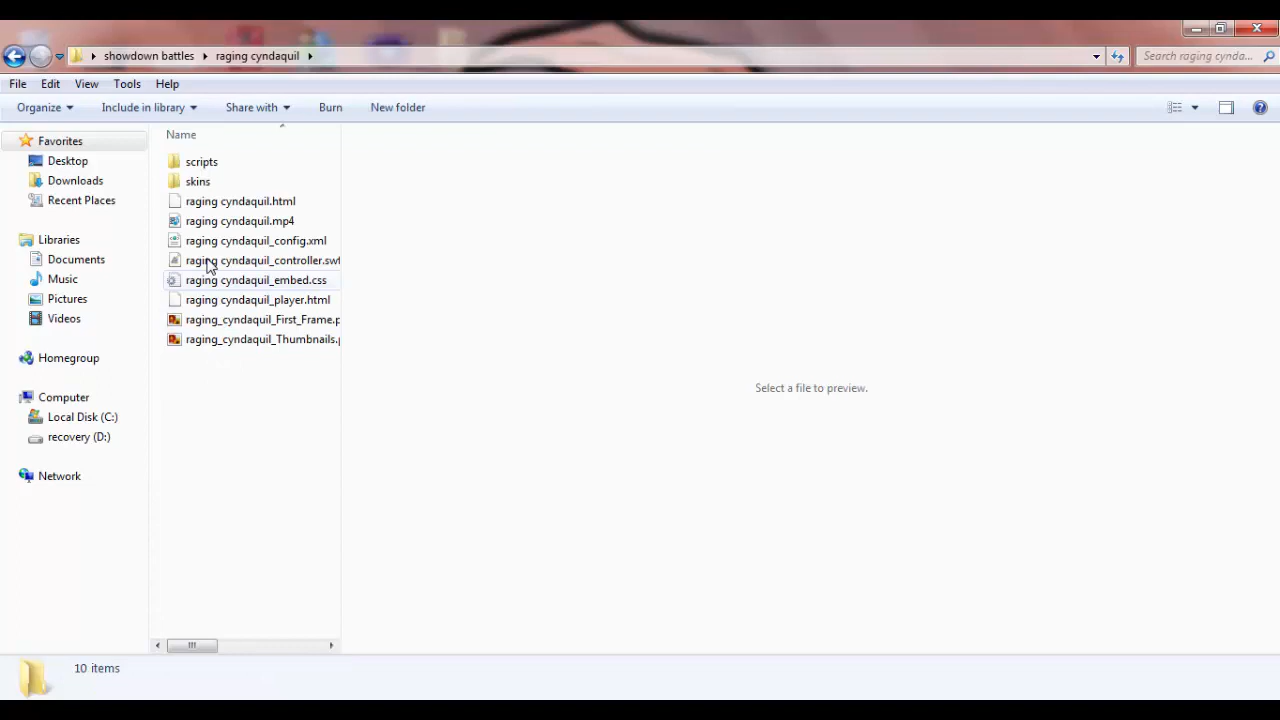 showdown battles raging cyndaquil Search raging cynda...
File Edit View Tools Help
Organize Include in library Share with Burn New folder
Favorites
Desktop
Downloads
Recent Places
Libraries
Documents
Music
Pictures
Videos
Homegroup
Computer
Local Disk (C:)
recovery (D:)
Network
Name
scripts
skins
raging cyndaquil.html
raging cyndaquil.mp4
raging cyndaquil_config.xml
raging cyndaquil_controller.swf
raging cyndaquil_embed.css
raging cyndaquil_player.html
raging_cyndaquil_First_Frame.p
raging_cyndaquil_Thumbnails.p
Select a file to preview.
10 items